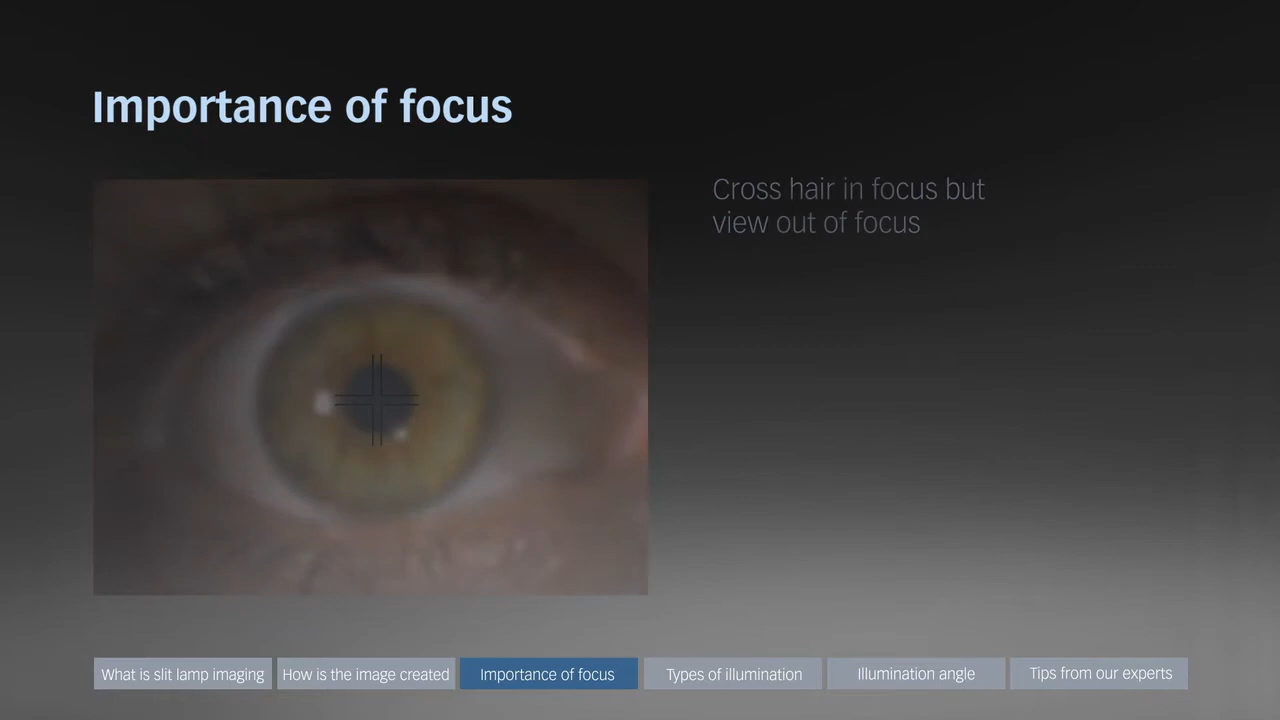 Importance of focus
Cross hair in focus but
view out of focus
What is slit lamp imaging
How is the image created
Importance of focus
Types of illumination
Illumination angle
Tips from our experts